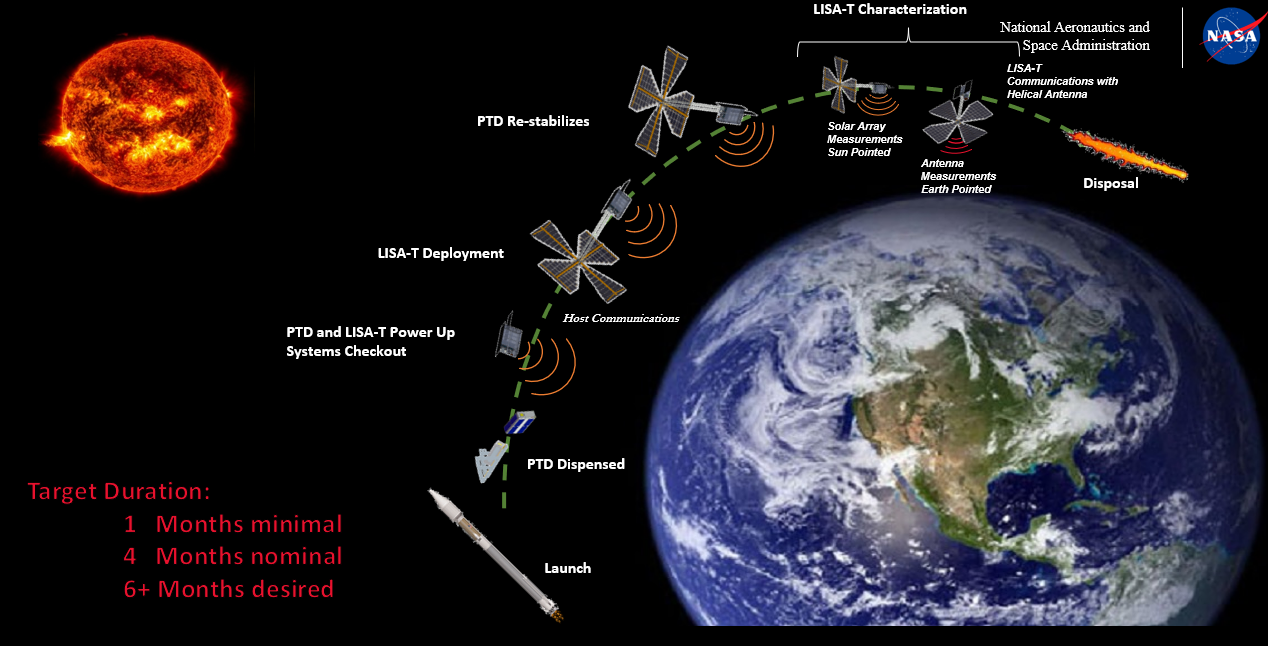 LISA-T Characterization
National Aeronautics and
Space Administration
NASA
LISA-T
Communications with
Helical Antenna
PTD Re-stabilizes
Solar Array
Measurements
Sun Pointed
Antenna
Measurements
Earth Pointed
Disposal
LISA-T Deployment
Host Communications
PTD and LISA-T Power Up
Systems Checkout
PTD Dispensed
Target Duration:
1 Months minimal
4 Months nominal
6+ Months desired
Launch